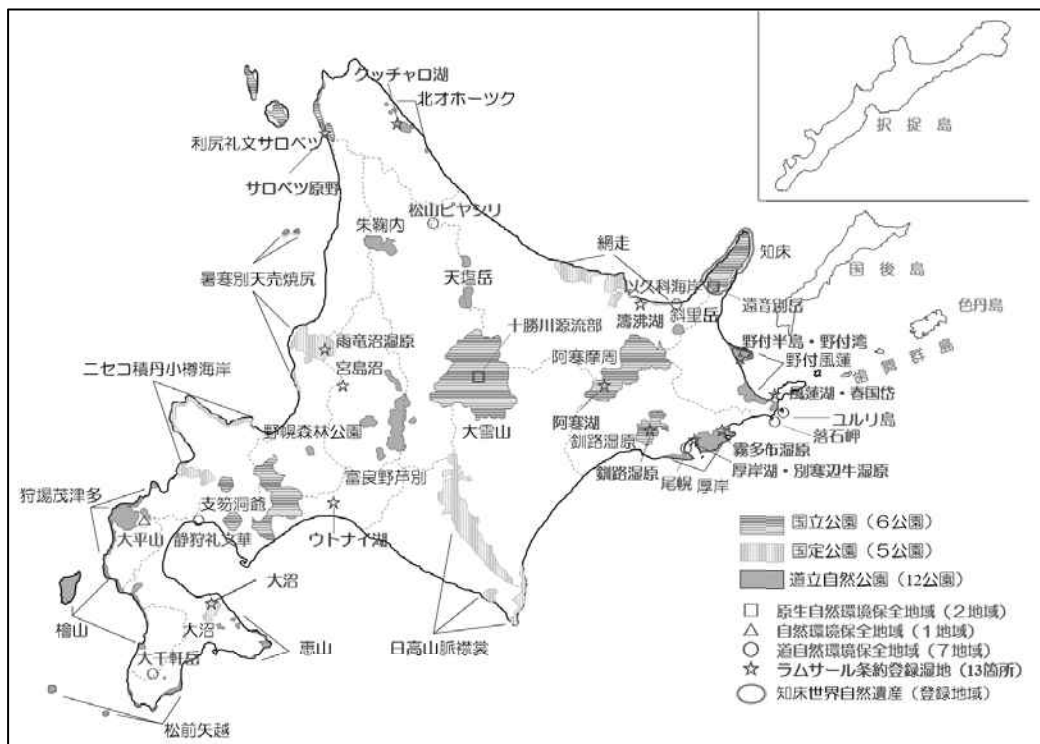 クッチャロ湖
北オホーツク
利尻礼文サロベツ
サロベツ原野
松山ピヤシリ
朱鞠内
天塩岳
暑寒別天売焼尻
雨竜沼湿原
宮島沼
十勝川源流部
大雪山
網走
以久科海岸
濤沸湖
斜里岳
知床
遠音別岳
択捉島
国後島
色丹島
歯舞群島
野付半島・野付湾
野付風蓮
風蓮湖・春国岱
ユルリ島
落石岬
霧多布湿原
厚岸湖・別寒辺牛湿原
厚岸
尾幌
釧路湿原
釧路湿原
阿寒摩周
阿寒湖
ニセコ積丹小樽海岸
野幌森林公園
富良野芦別
狩場茂津多
大平山
静狩礼文華
支笏洞爺
ウトナイ湖
大沼
大沼
檜山
恵山
大千軒岳
松前矢越
日高山脈襟裳
国立公園（6公園）
国定公園（5公園）
道立自然公園（12公園）
原生自然環境保全地域（2地域）
自然環境保全地域（1地域）
道自然環境保全地域（7地域）
ラムサール条約登録湿地（13箇所）
知床世界自然遺産（登録地域）